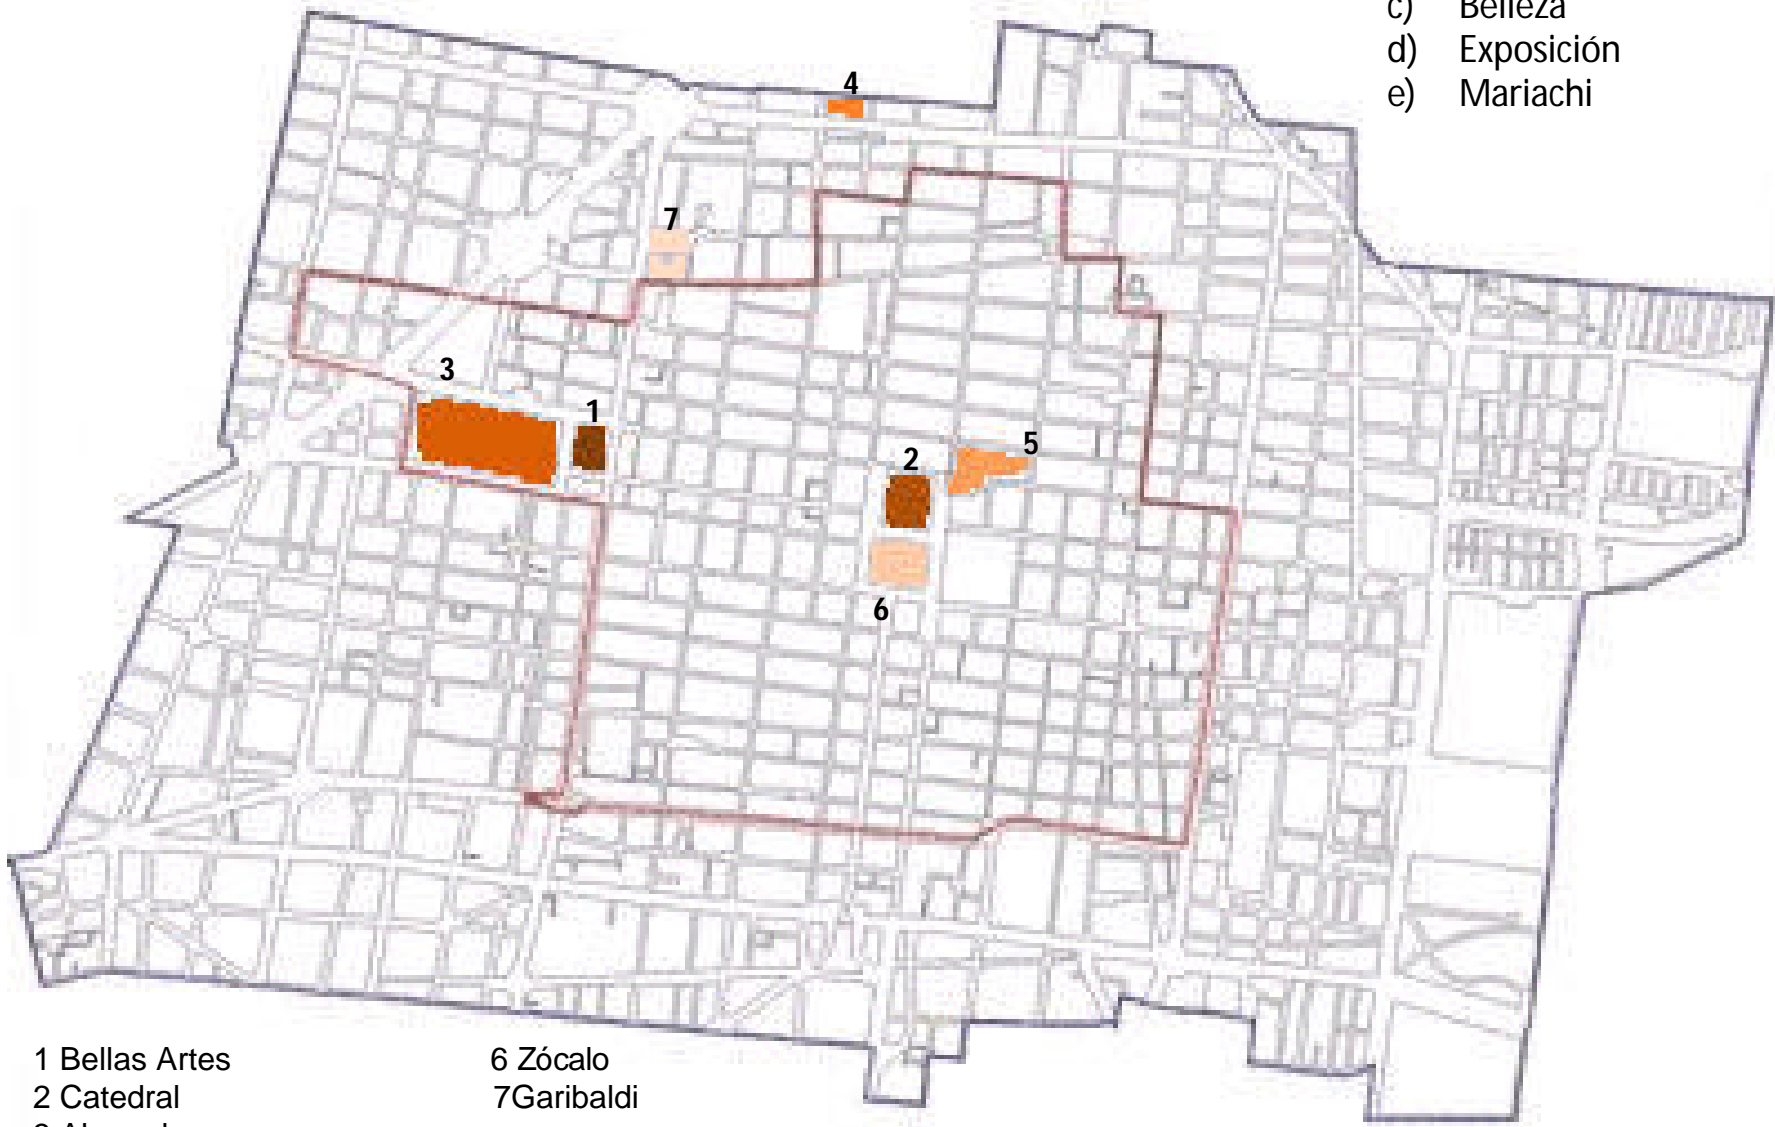 c) Belleza
d) Exposición
e) Mariachi
4
7
3
1
5
2
6
1 Bellas Artes
2 Catedral
6 Zócalo
7Garibaldi